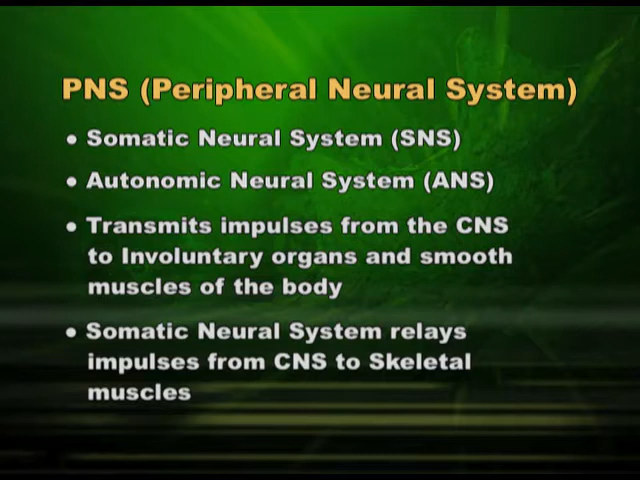 PNS (Peripheral Neural System)
• Somatic Neural System (SNS)
• Autonomic Neural System (ANS)
• Transmits impulses from the CNS
to Involuntary organs and smooth
muscles of the body
• Somatic Neural System relays
impulses from CNS to Skeletal
muscles